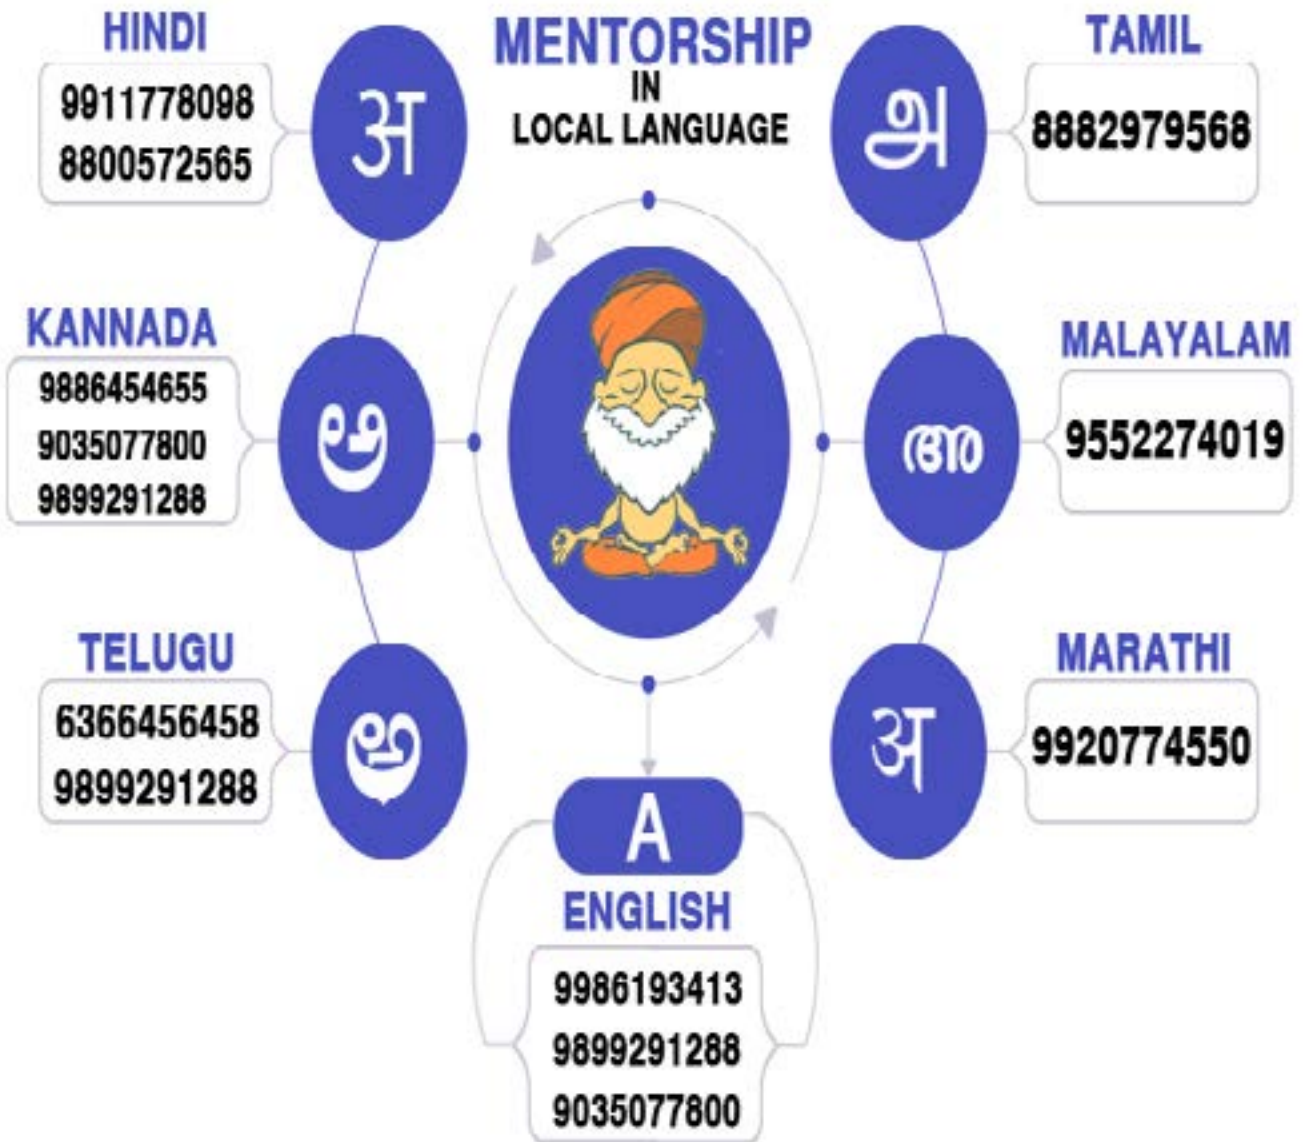 MENTORSHIP
IN
LOCAL LANGUAGE
HINDI
9911778098
8800572565
अ
KANNADA
9886454655
9035077800
9899291288
ಅ
TELUGU
6366456458
9899291288
అ
TAMIL
8882979568
அ
MALAYALAM
9552274019
അ
MARATHI
9920774550
अ
A
ENGLISH
9986193413
9899291288
9035077800